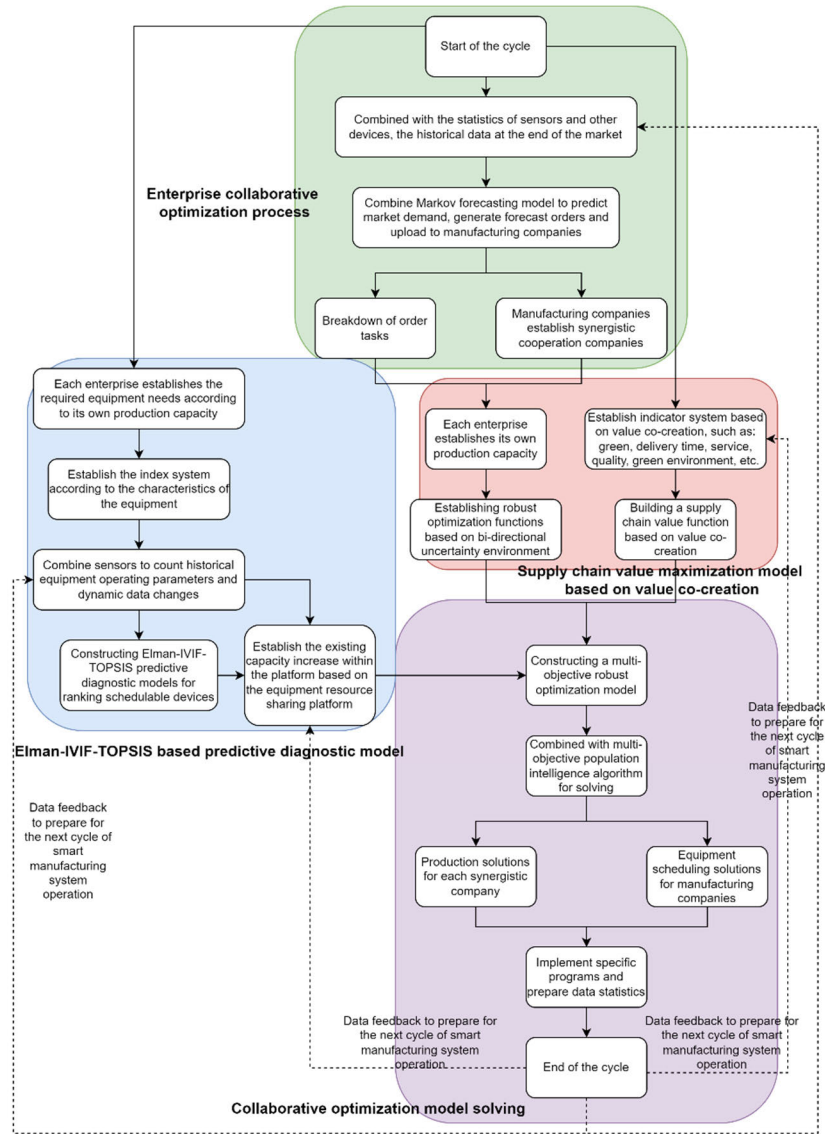 Start of the cycle
Combined with the statistics of sensors and other
devices, the historical data at the end of the market
Enterprise collaborative
optimization process
Combine Markov forecasting model to predict
market demand, generate forecast orders and
upload to manufacturing companies
Breakdown of order
tasks
Manufacturing companies
establish synergistic
cooperation companies
Each enterprise establishes the
required equipment needs according
to its own production capacity
Each enterprise
establishes its own
production capacity
Establish indicator system based
on value co-creation, such as:
green, delivery time, service,
quality, green environment, etc.
Establish the index system
according to the characteristics of
the equipment
Establishing robust
optimization functions
based on bi-directional
uncertainty environment
Building a supply
chain value function
based on value co-
creation
Supply chain value maximization model
based on value co-creation
Combine sensors to count historical
equipment operating parameters and
dynamic data changes
Constructing Elman-IVIF-
TOPSIS predictive
diagnostic models for
ranking schedulable devices
Establish the existing
capacity increase within
the platform based on
the equipment resource
sharing platform
Constructing a multi-
objective robust
optimization model
Elman-IVIF-TOPSIS based predictive diagnostic model
Combined with multi-
objective population
intelligence algorithm
for solving
Data feedback
to prepare for
the next cycle
of smart
manufacturing
system
operation
Data feedback
to prepare for
the next cycle of
smart
manufacturing
system
operation
Production solutions
for each synergistic
company
Equipment
scheduling solutions
for manufacturing
companies
Implement specific
programs and
prepare data statistics
Data feedback to prepare for
the next cycle of smart
manufacturing system
operation
End of the cycle
Data feedback to prepare for
the next cycle of smart
manufacturing system
operation
Collaborative optimization model solving